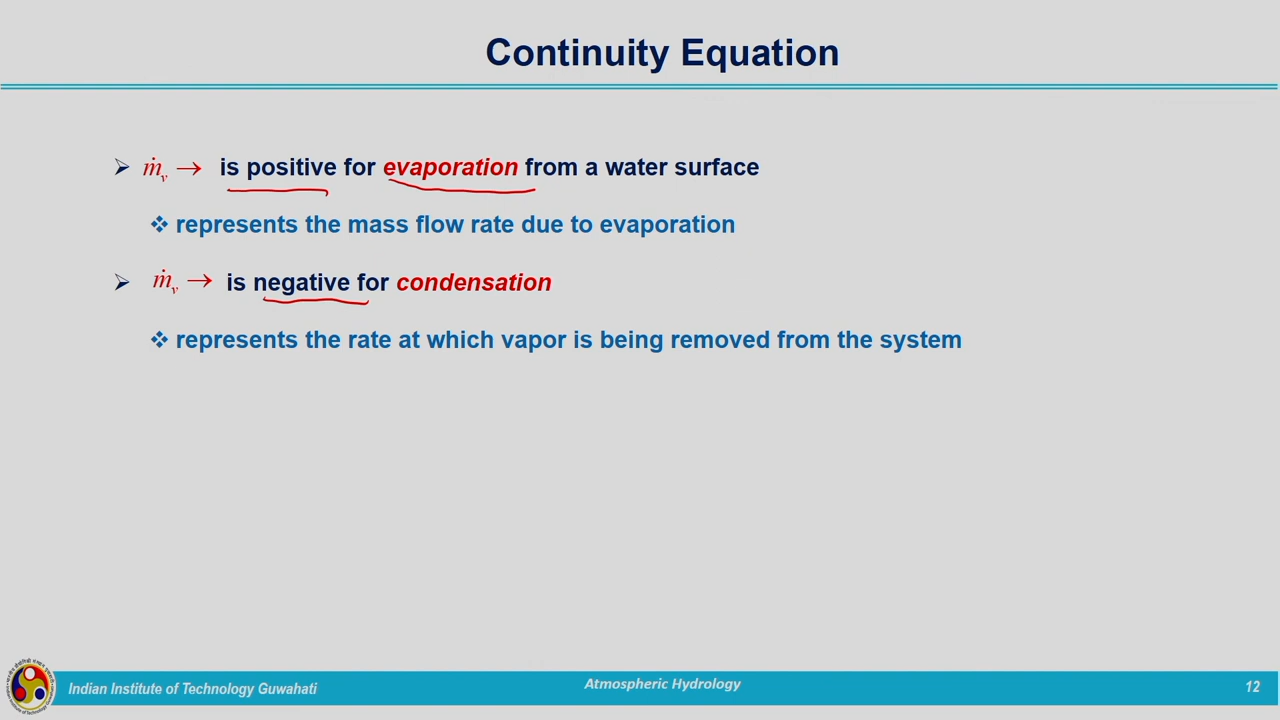 Continuity Equation
➢ ṁᵥ → is positive for evaporation from a water surface
❖ represents the mass flow rate due to evaporation
➢ ṁᵥ → is negative for condensation
❖ represents the rate at which vapor is being removed from the system
Indian Institute of Technology Guwahati
Atmospheric Hydrology
12